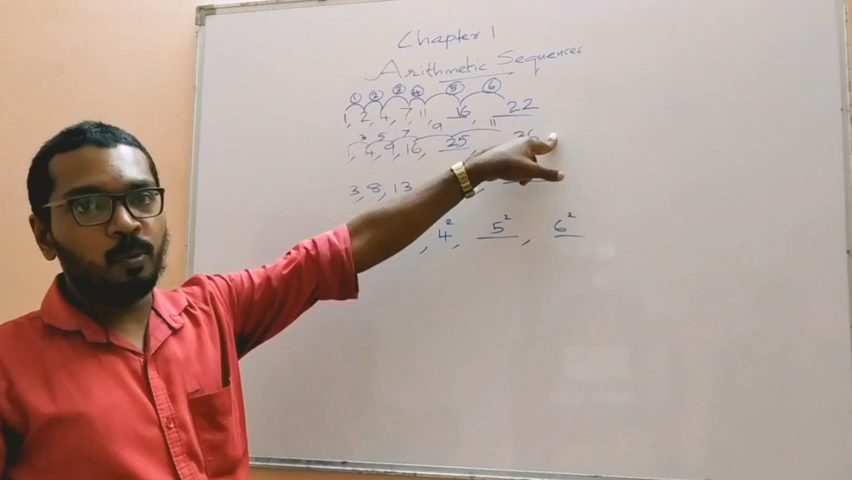 Chapter 1
Arithmetic Sequences
1 2 3 4 5 6
1, 2, 4, 7, 11, 16, 22
3 5 7 9 11
1, 4, 9, 16, 25,
3, 8, 13
, 4², 5², 6²